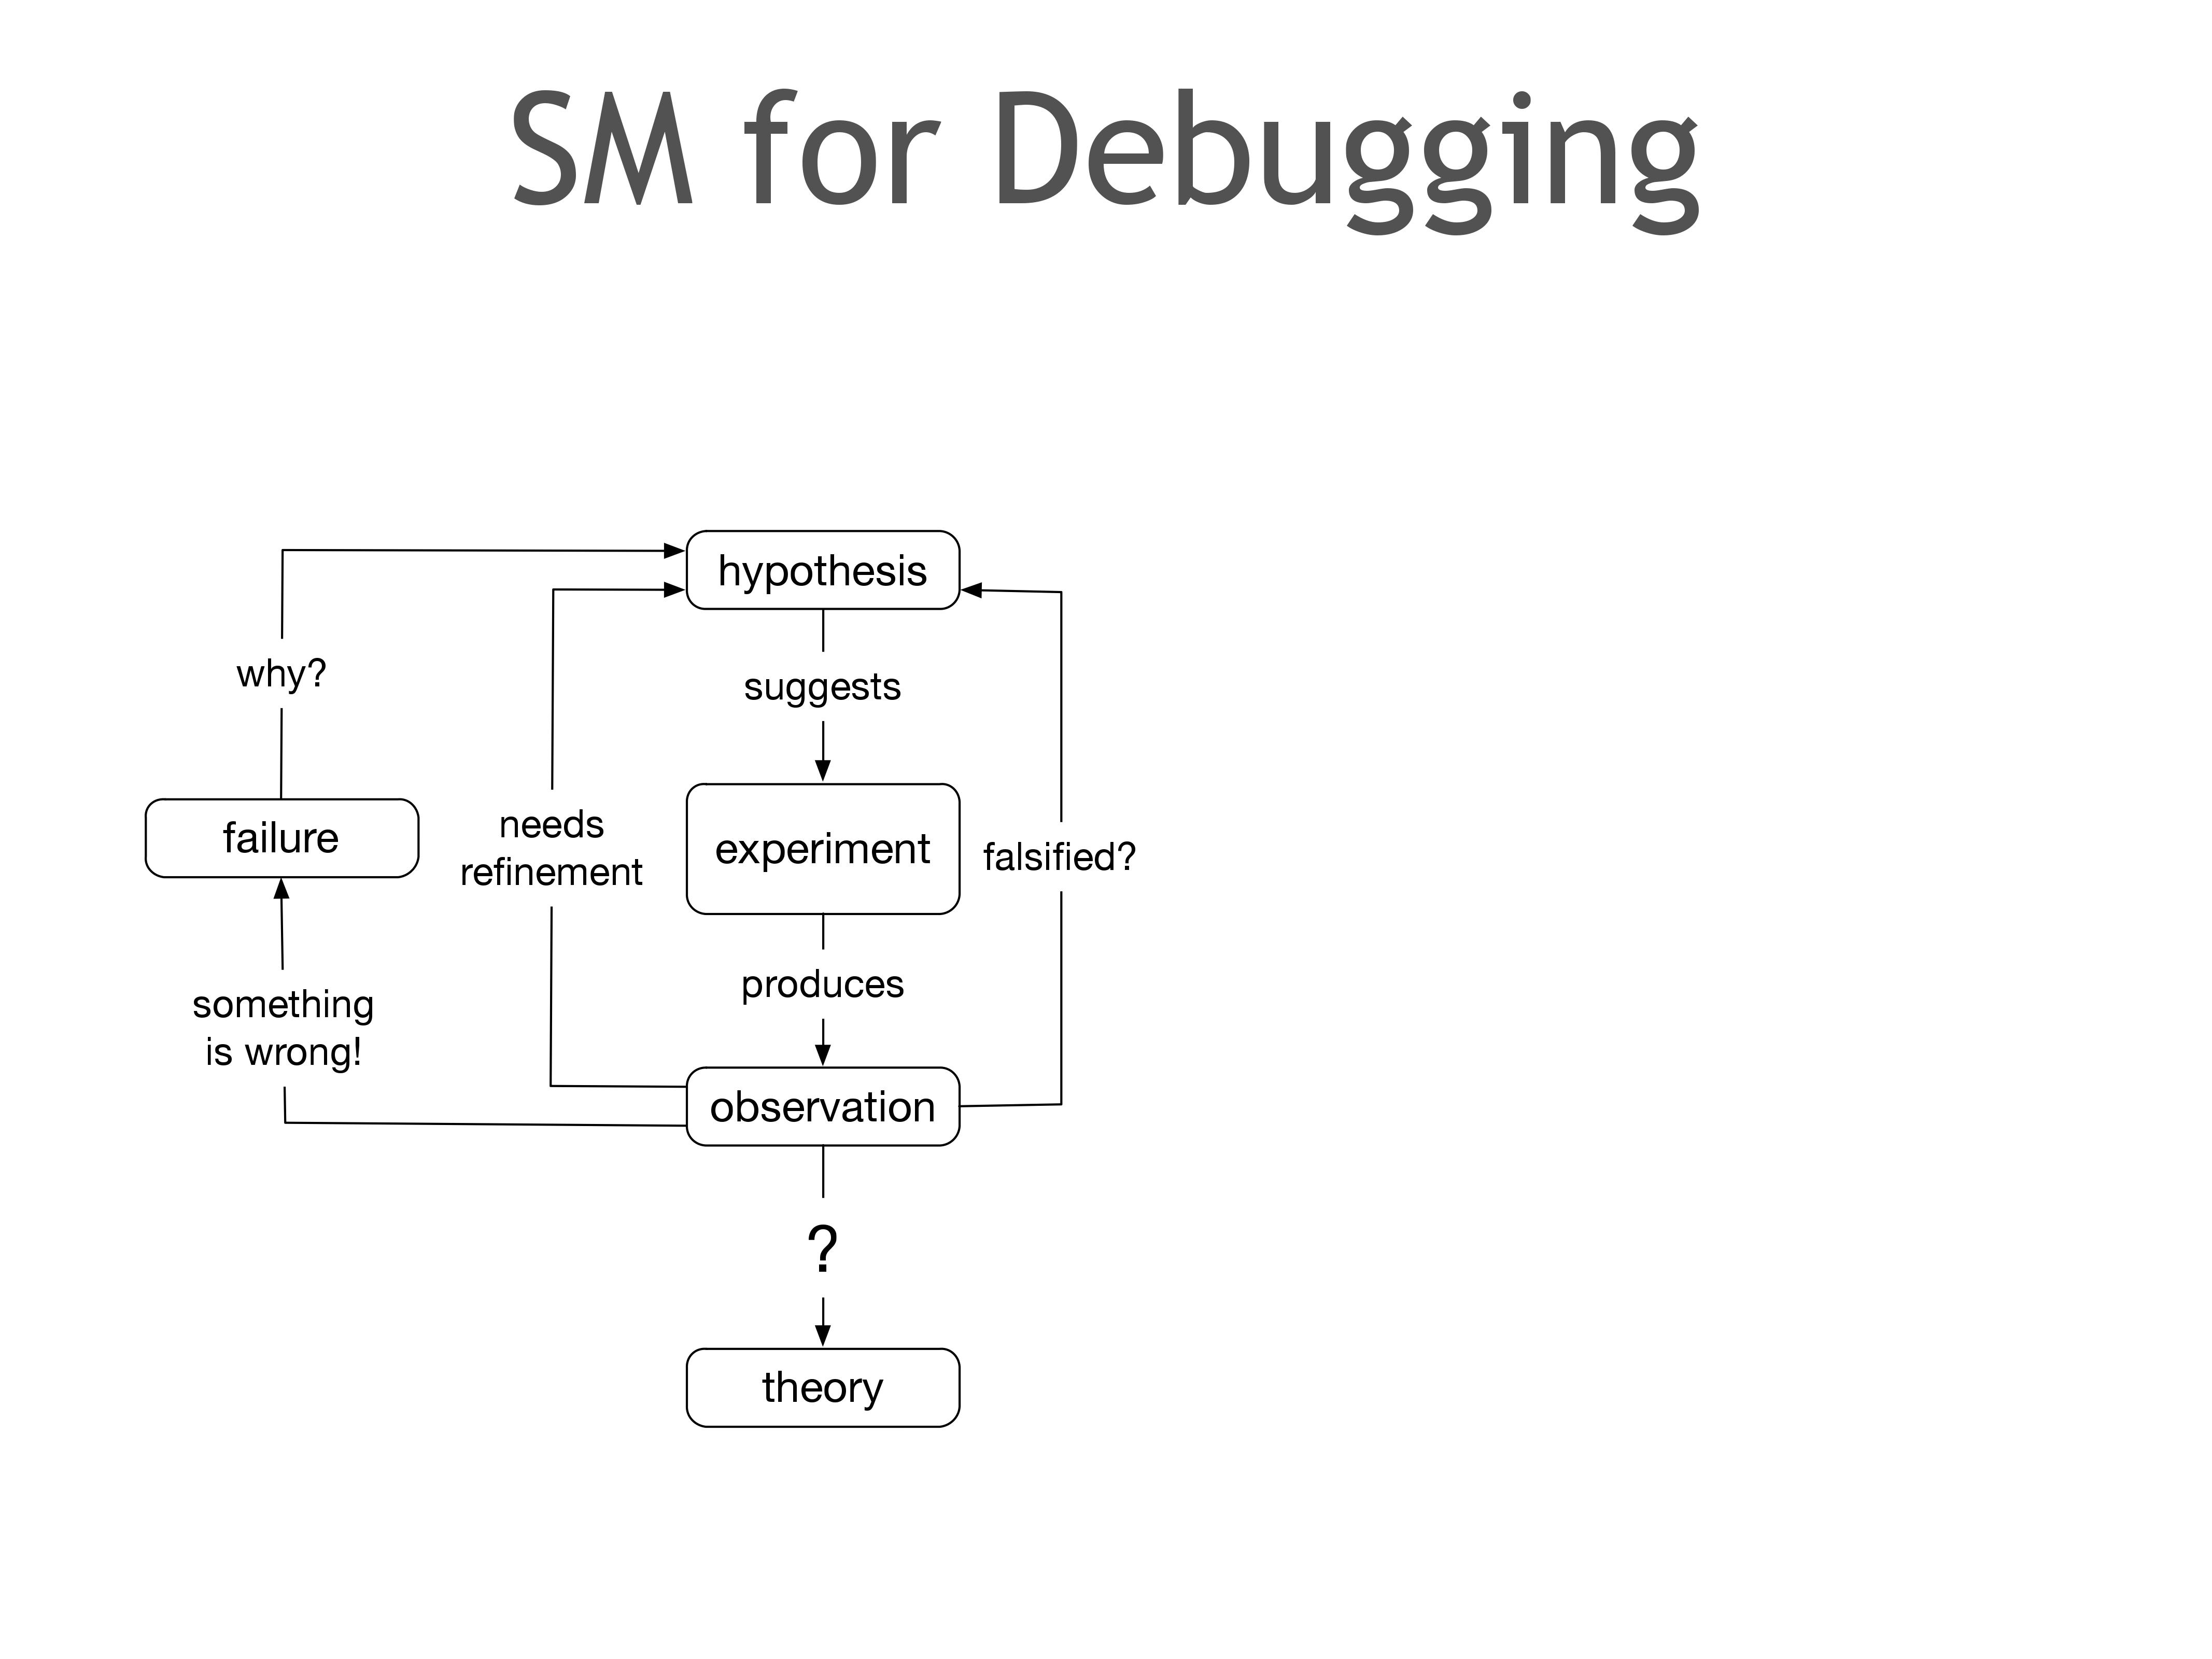 SM for Debugging
hypothesis
why?
suggests
needs
refinement
failure
experiment
falsified?
something
is wrong!
produces
observation
?
theory